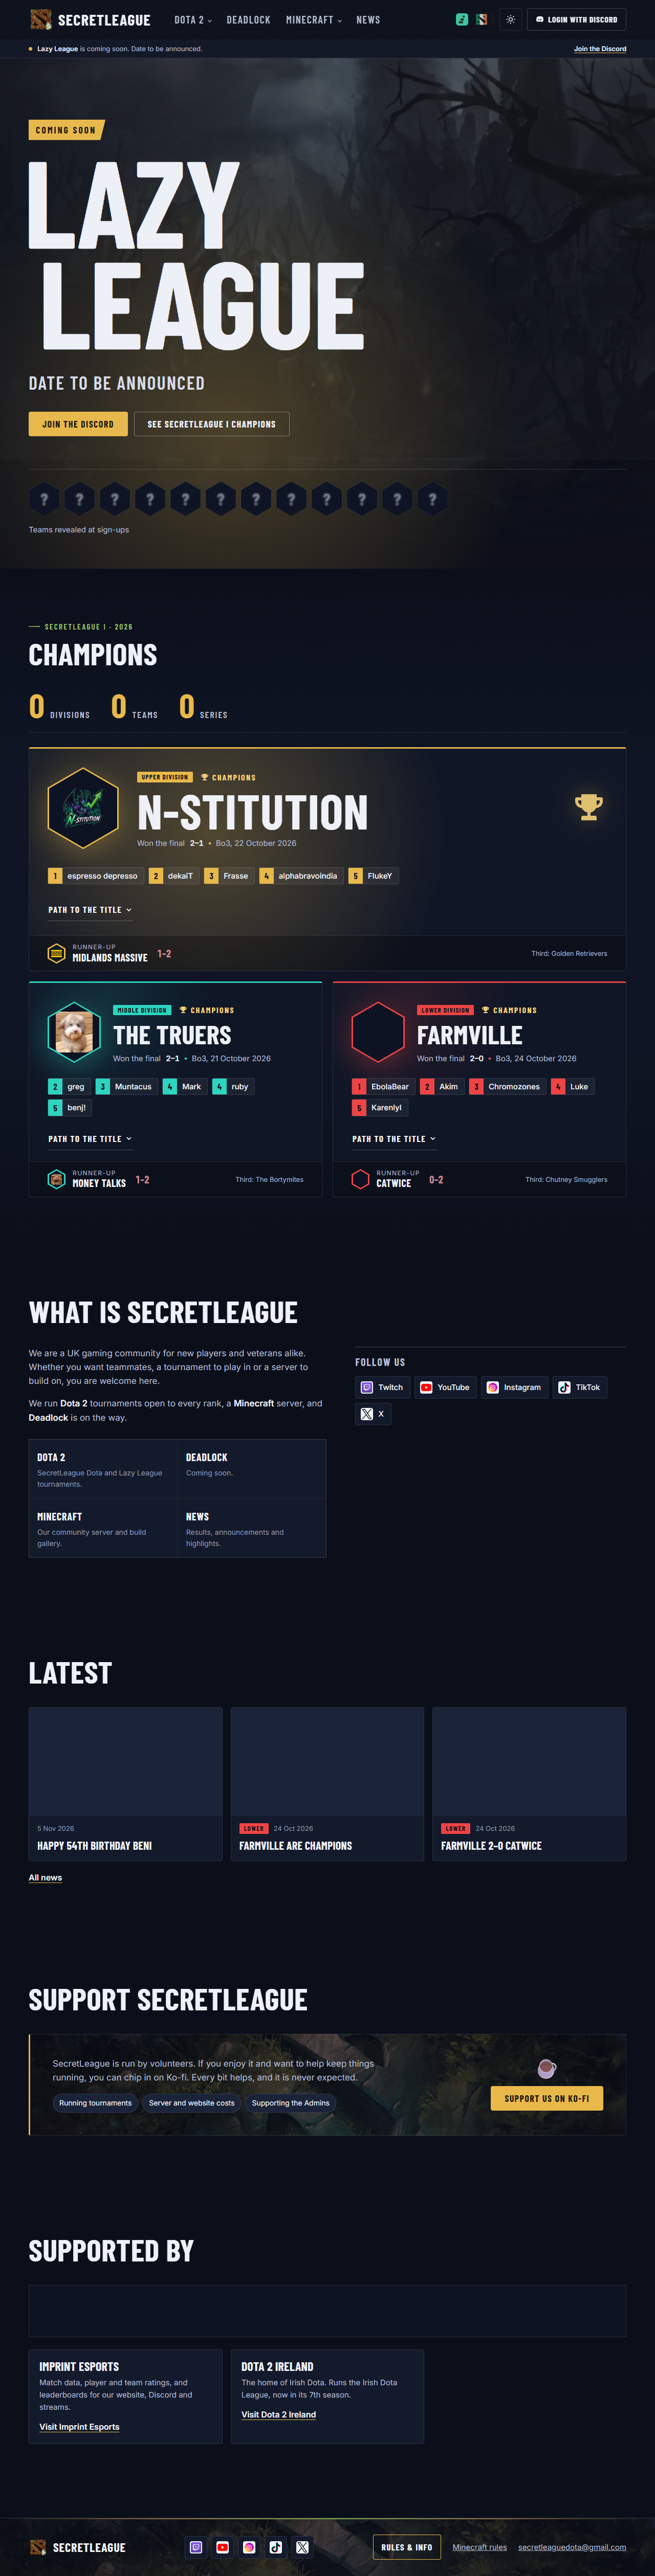 SECRETLEAGUE
DOTA 2
DEADLOCK
MINECRAFT
NEWS
LOGIN WITH DISCORD
Lazy League is coming soon. Date to be announced.
Join the Discord
COMING SOON
LAZY
LEAGUE
DATE TO BE ANNOUNCED
JOIN THE DISCORD
SEE SECRETLEAGUE I CHAMPIONS
? ? ? ? ? ? ? ? ? ? ? ?
Teams revealed at sign-ups
SECRETLEAGUE I · 2026
CHAMPIONS
0 DIVISIONS
0 TEAMS
0 SERIES
UPPER DIVISION
CHAMPIONS
N-STITUTION
N-STITUTION
Won the final 2–1 • Bo3, 22 October 2026
1 espresso depresso
2 dekaiT
3 Frasse
4 alphabravoindia
5 FlukeY
PATH TO THE TITLE
RUNNER-UP
MIDLANDS MASSIVE
1-2
Third: Golden Retrievers
MIDDLE DIVISION
CHAMPIONS
THE TRUERS
Won the final 2–1 • Bo3, 21 October 2026
2 greg
3 Muntacus
4 Mark
4 ruby
5 benj!
PATH TO THE TITLE
RUNNER-UP
MONEY TALKS
1-2
Third: The Bortymites
LOWER DIVISION
CHAMPIONS
FARMVILLE
Won the final 2–0 • Bo3, 24 October 2026
1 EbolaBear
2 Akim
3 Chromozones
4 Luke
5 Karenlyl
PATH TO THE TITLE
RUNNER-UP
CATWICE
0-2
Third: Chutney Smugglers
WHAT IS SECRETLEAGUE
We are a UK gaming community for new players and veterans alike.
Whether you want teammates, a tournament to play in or a server to
build on, you are welcome here.
We run Dota 2 tournaments open to every rank, a Minecraft server, and
Deadlock is on the way.
DOTA 2
SecretLeague Dota and Lazy League
tournaments.
DEADLOCK
Coming soon.
MINECRAFT
Our community server and build
gallery.
NEWS
Results, announcements and
highlights.
FOLLOW US
Twitch
YouTube
Instagram
TikTok
X
LATEST
5 Nov 2026
HAPPY 54TH BIRTHDAY BENI
LOWER
24 Oct 2026
FARMVILLE ARE CHAMPIONS
LOWER
24 Oct 2026
FARMVILLE 2–0 CATWICE
All news
SUPPORT SECRETLEAGUE
SecretLeague is run by volunteers. If you enjoy it and want to help keep things
running, you can chip in on Ko-fi. Every bit helps, and it is never expected.
Running tournaments
Server and website costs
Supporting the Admins
SUPPORT US ON KO-FI
SUPPORTED BY
IMPRINT ESPORTS
Match data, player and team ratings, and
leaderboards for our website, Discord and
streams.
Visit Imprint Esports
DOTA 2 IRELAND
The home of Irish Dota. Runs the Irish Dota
League, now in its 7th season.
Visit Dota 2 Ireland
SECRETLEAGUE
RULES & INFO
Minecraft rules
secretleaguedota@gmail.com